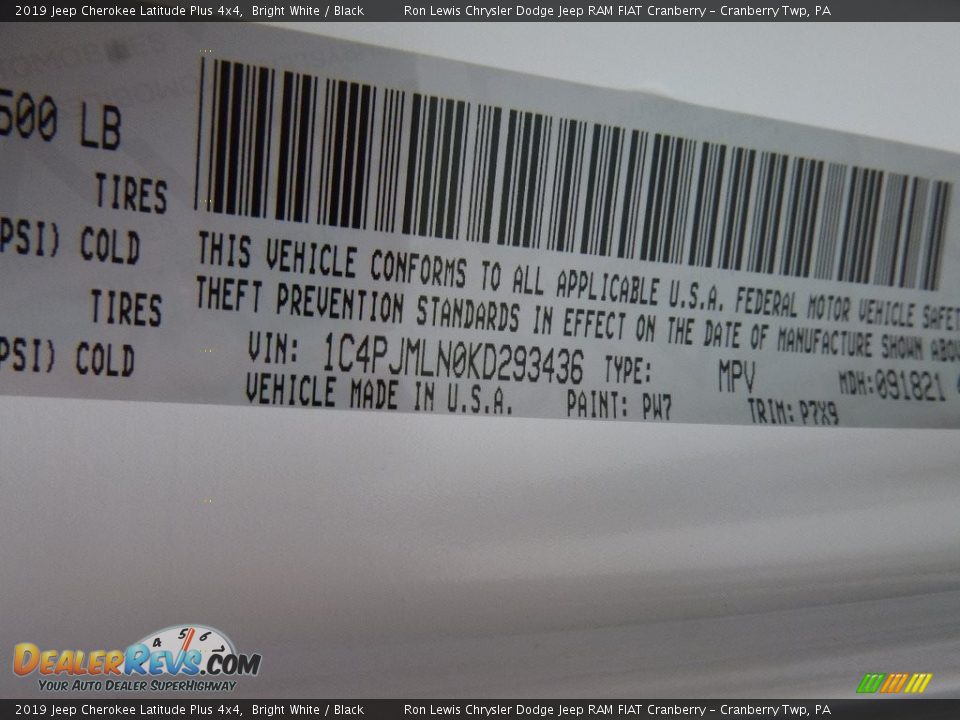 2019 Jeep Cherokee Latitude Plus 4x4, Bright White / Black Ron Lewis Chrysler Dodge Jeep RAM FIAT Cranberry - Cranberry Twp, PA
500 LB
TIRES
PSI) COLD
TIRES
PSI) COLD
THIS VEHICLE CONFORMS TO ALL APPLICABLE U.S.A. FEDERAL MOTOR VEHICLE SAFET
THEFT PREVENTION STANDARDS IN EFFECT ON THE DATE OF MANUFACTURE SHOWN ABOV
VIN: 1C4PJMLN0KD293436 TYPE: MPV MDH:091821
VEHICLE MADE IN U.S.A. PAINT: PW7 TRIM: P7X9
4 5 6
DEALERREVS.COM
YOUR AUTO DEALER SUPERHIGHWAY
2019 Jeep Cherokee Latitude Plus 4x4, Bright White / Black Ron Lewis Chrysler Dodge Jeep RAM FIAT Cranberry - Cranberry Twp, PA